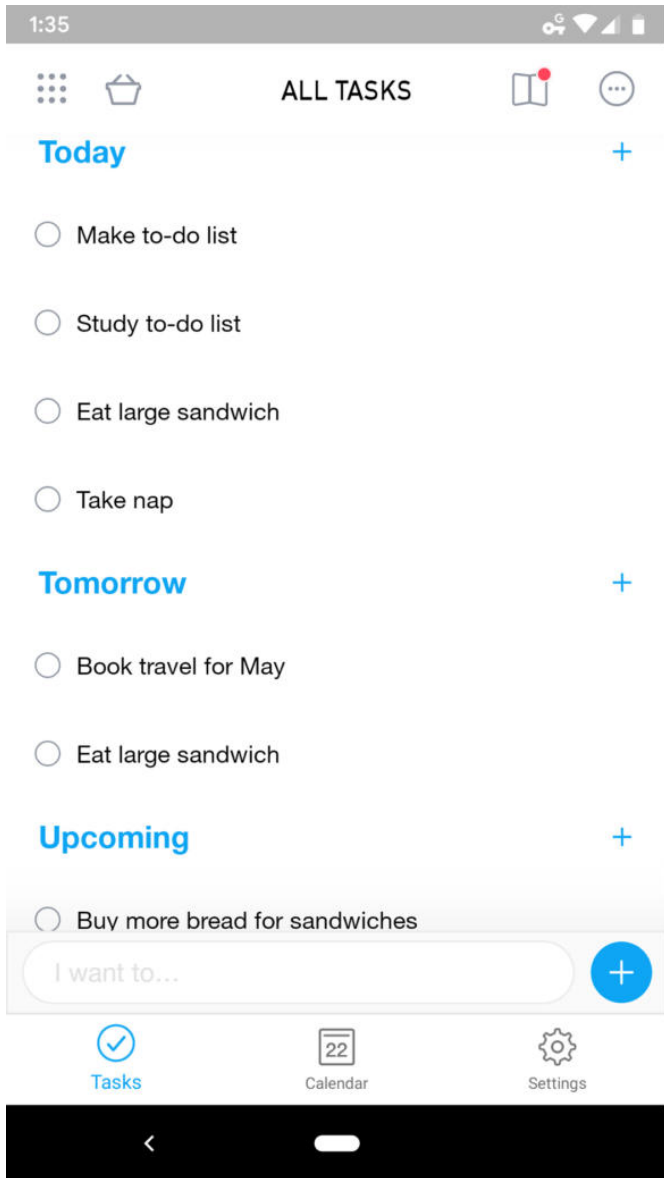 1:35
G
ALL TASKS
Today
Make to-do list
Study to-do list
Eat large sandwich
Take nap
Tomorrow
Book travel for May
Eat large sandwich
Upcoming
Buy more bread for sandwiches
I want to...
22
Tasks Calendar Settings